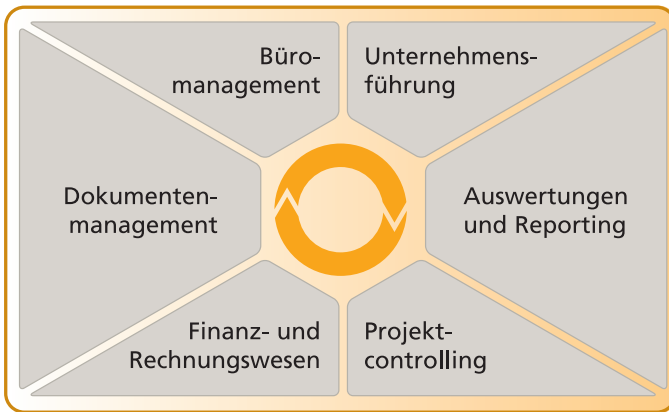 Büro-
management
Unternehmens-
führung
Dokumenten-
management
Auswertungen
und Reporting
Finanz- und
Rechnungswesen
Projekt-
controlling